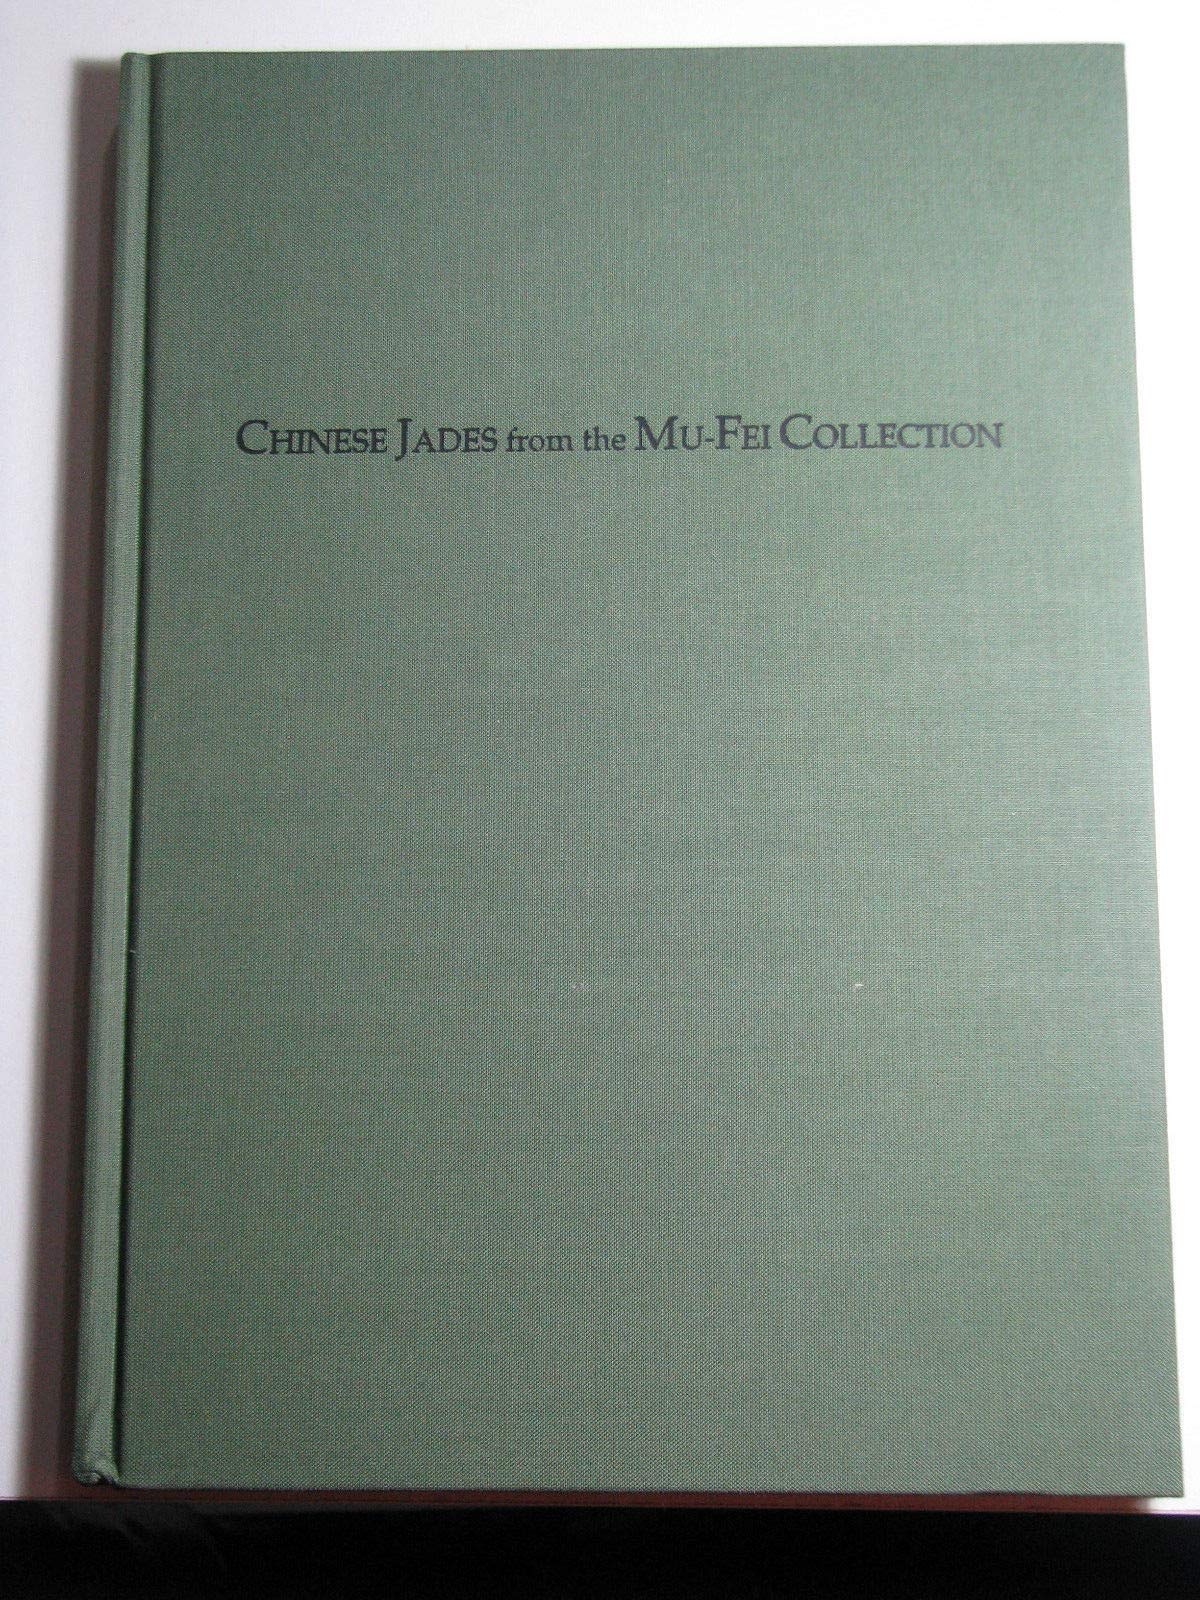 CHINESE JADES from the MU-FEI COLLECTION